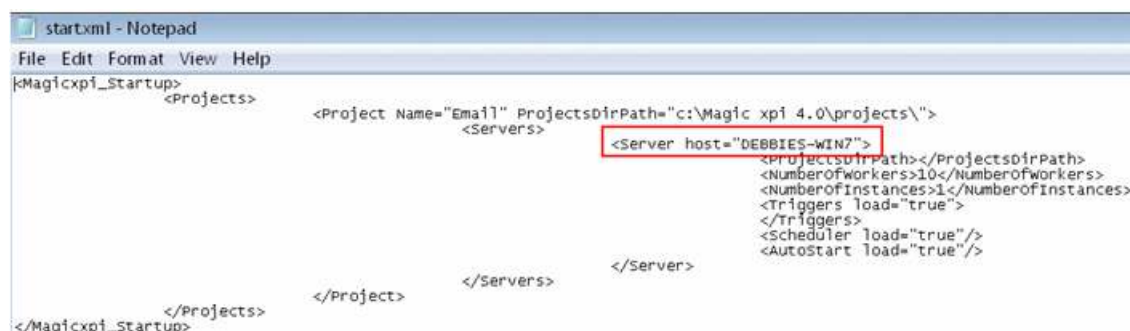 start.xml - Notepad
File Edit Format View Help
<Magicxpi_Startup>
<Projects>
<Project Name="Email" ProjectsDirPath="c:\Magic xpi 4.0\projects\">
<Servers>
<Server host="DEBBIES-WIN7">
<ProjectsDirPath></ProjectsDirPath>
<NumberOfWorkers>10</NumberOfWorkers>
<NumberOfInstances>1</NumberOfInstances>
<Triggers load="true">
</Triggers>
<Scheduler load="true"/>
<AutoStart load="true"/>
</Server>
</Servers>
</Project>
</Projects>
</Magicxpi_Startup>